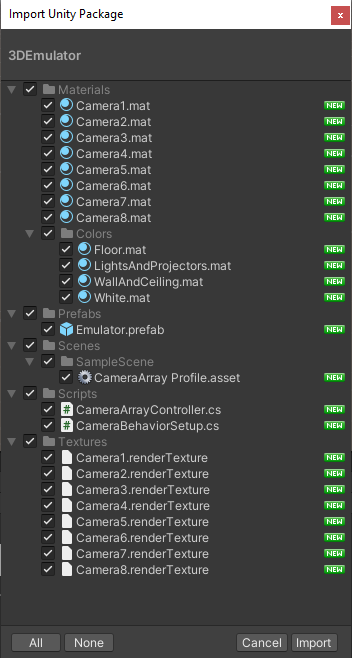 Import Unity Package
x
3DEmulator
Materials
Camera1.mat NEW
Camera2.mat NEW
Camera3.mat NEW
Camera4.mat NEW
Camera5.mat NEW
Camera6.mat NEW
Camera7.mat NEW
Camera8.mat NEW
Colors
Floor.mat NEW
LightsAndProjectors.mat NEW
WallAndCeiling.mat NEW
White.mat NEW
Prefabs
Emulator.prefab NEW
Scenes
SampleScene
CameraArray Profile.asset NEW
Scripts
# CameraArrayController.cs NEW
# CameraBehaviorSetup.cs NEW
Textures
Camera1.renderTexture NEW
Camera2.renderTexture NEW
Camera3.renderTexture NEW
Camera4.renderTexture NEW
Camera5.renderTexture NEW
Camera6.renderTexture NEW
Camera7.renderTexture NEW
Camera8.renderTexture NEW
All None Cancel Import